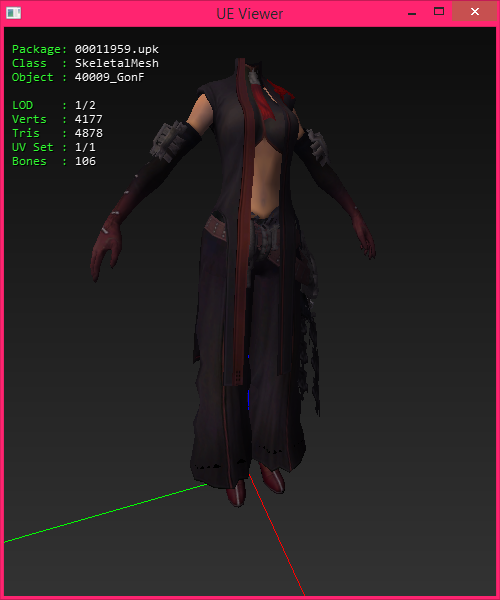 UE Viewer
Package: 00011959.upk
Class : SkeletalMesh
Object : 40009_GonF
LOD : 1/2
Verts : 4177
Tris : 4878
UV Set : 1/1
Bones : 106